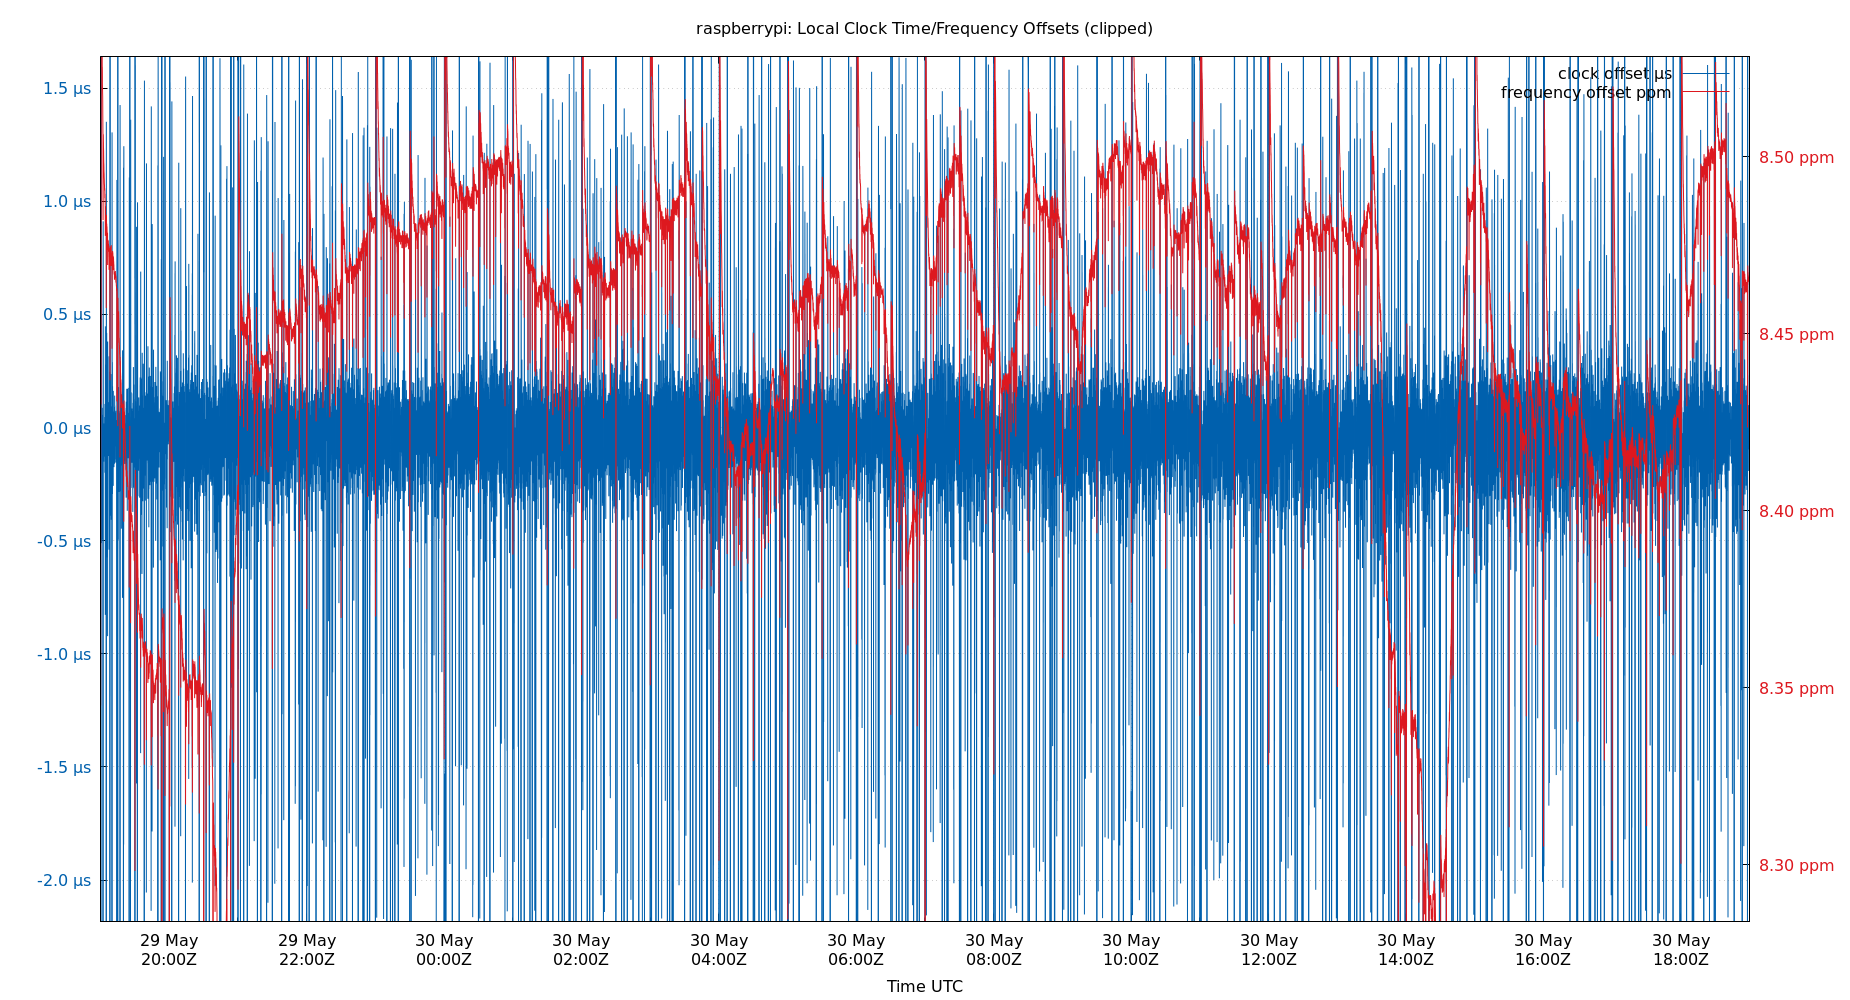 raspberrypi: Local Clock Time/Frequency Offsets (clipped)
clock offset µs
frequency offset ppm
1.5 µs
1.0 µs
0.5 µs
0.0 µs
-0.5 µs
-1.0 µs
-1.5 µs
-2.0 µs
8.50 ppm
8.45 ppm
8.40 ppm
8.35 ppm
8.30 ppm
29 May 29 May 30 May 30 May 30 May 30 May 30 May 30 May 30 May 30 May 30 May 30 May
20:00Z 22:00Z 00:00Z 02:00Z 04:00Z 06:00Z 08:00Z 10:00Z 12:00Z 14:00Z 16:00Z 18:00Z
Time UTC